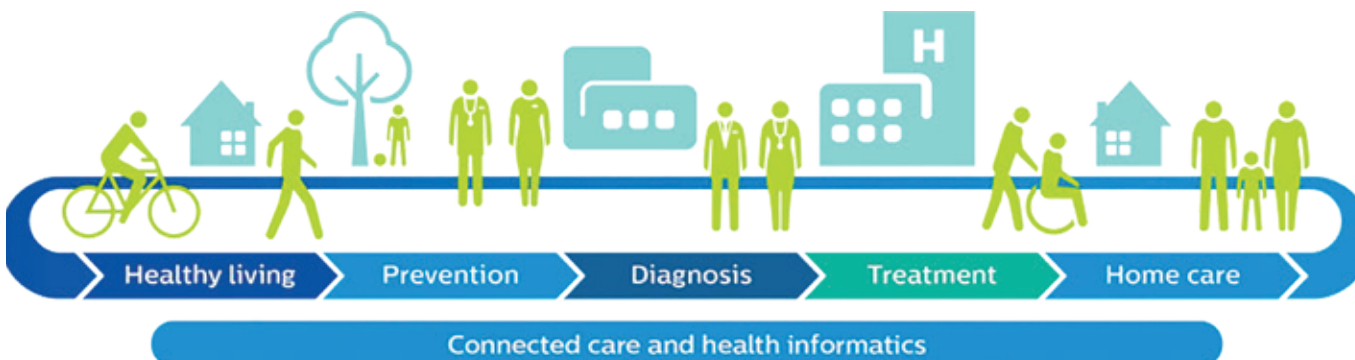 H
Healthy living
Prevention
Diagnosis
Treatment
Home care
Connected care and health informatics